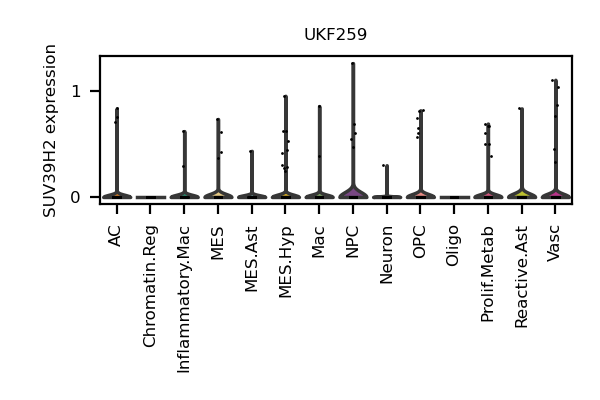 UKF259
SUV39H2 expression
1
0
AC
Chromatin.Reg
Inflammatory.Mac
MES
MES.Ast
MES.Hyp
Mac
NPC
Neuron
OPC
Oligo
Prolif.Metab
Reactive.Ast
Vasc